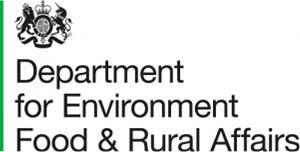 Department
for Environment
Food & Rural Affairs